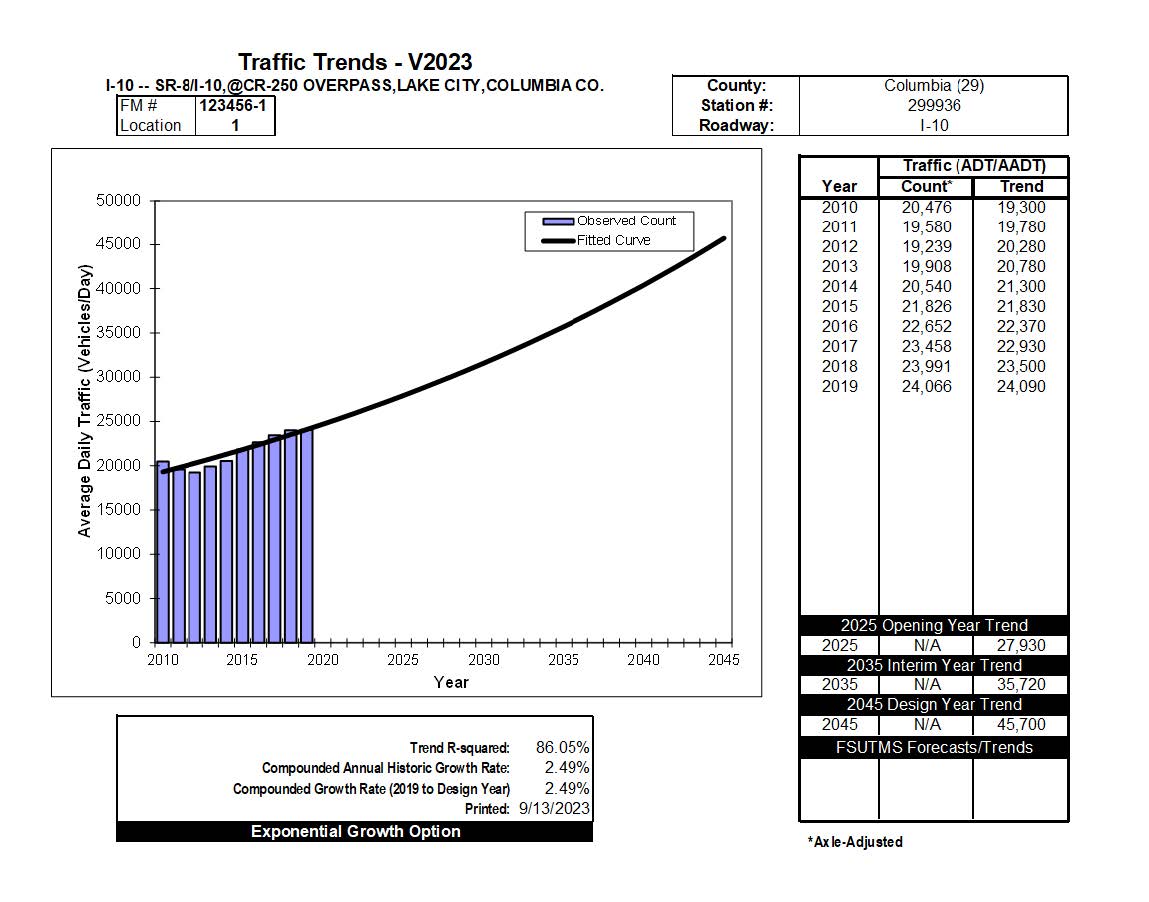 Traffic Trends - V2023
I-10 -- SR-8/I-10,@CR-250 OVERPASS,LAKE CITY,COLUMBIA CO.
FM # 123456-1
Location 1
County: Columbia (29)
Station #: 299936
Roadway: I-10
Average Daily Traffic (Vehicles/Day)
50000
45000
40000
35000
30000
25000
20000
15000
10000
5000
0
Observed Count
Fitted Curve
2010 2015 2020 2025 2030 2035 2040 2045
Year
Traffic (ADT/AADT)
Year Count* Trend
2010 20,476 19,300
2011 19,580 19,780
2012 19,239 20,280
2013 19,908 20,780
2014 20,540 21,300
2015 21,826 21,830
2016 22,652 22,370
2017 23,458 22,930
2018 23,991 23,500
2019 24,066 24,090
2025 Opening Year Trend
2025 N/A 27,930
2035 Interim Year Trend
2035 N/A 35,720
2045 Design Year Trend
2045 N/A 45,700
FSUTMS Forecasts/Trends
*Axle-Adjusted
Trend R-squared: 86.05%
Compounded Annual Historic Growth Rate: 2.49%
Compounded Growth Rate (2019 to Design Year) 2.49%
Printed: 9/13/2023
Exponential Growth Option